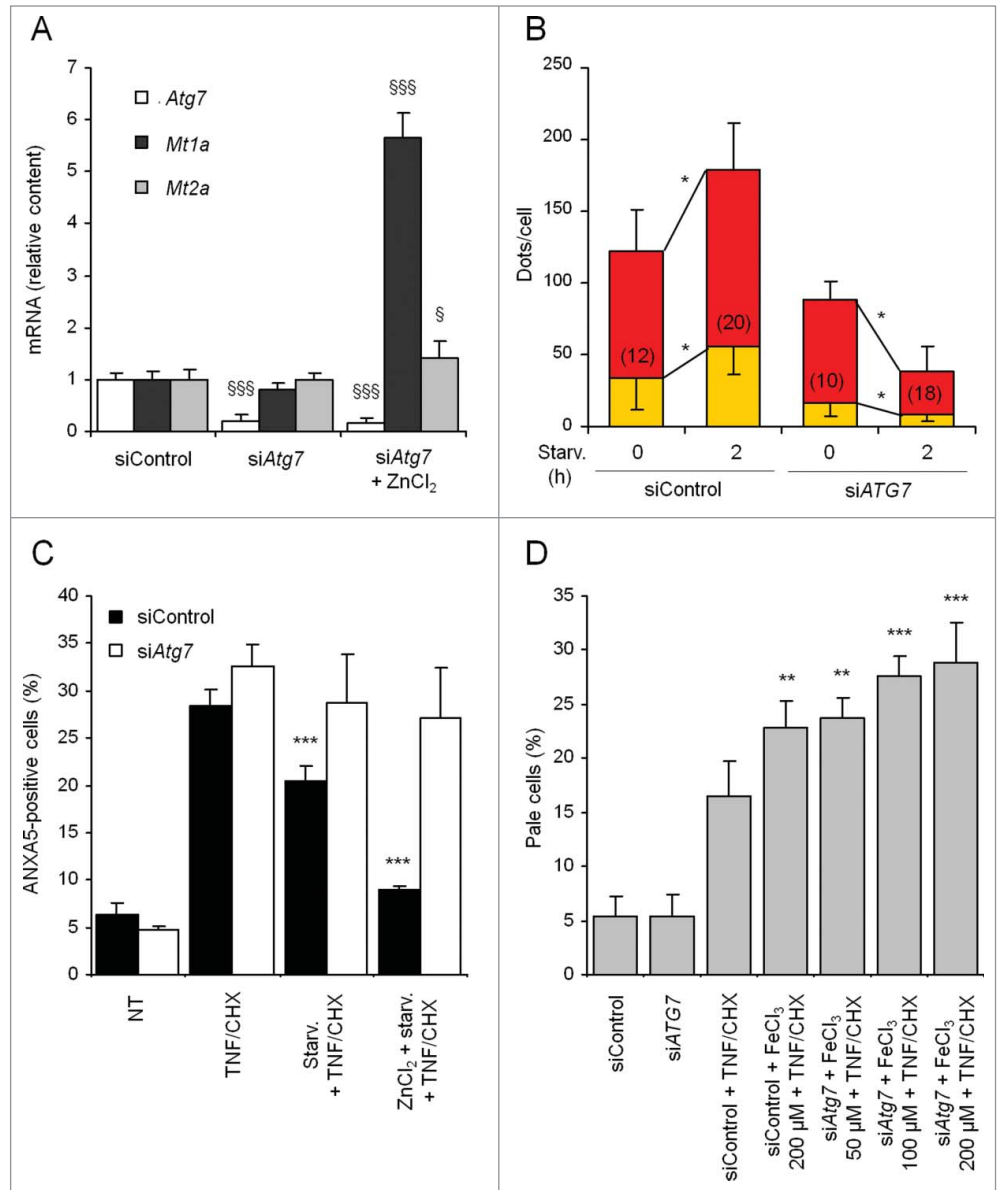 A
7
6
5
4
3
2
1
0
mRNA (relative content)
Atg7
Mt1a
Mt2a
§§§
§§§
§§§
§
siControl
siAtg7
siAtg7
+ ZnCl₂
B
250
200
150
100
50
0
Dots/cell
*
*
*
*
(12)
(20)
(10)
(18)
Starv.
(h)
0
2
0
2
siControl
siATG7
C
40
35
30
25
20
15
10
5
0
ANXA5-positive cells (%)
siControl
siAtg7
***
***
NT
TNF/CHX
Starv.
+ TNF/CHX
ZnCl₂ + starv.
+ TNF/CHX
D
35
30
25
20
15
10
5
0
Pale cells (%)
**
**
***
***
siControl
siATG7
siControl + TNF/CHX
siControl + FeCl₃
200 µM + TNF/CHX
siAtg7 + FeCl₃
50 µM + TNF/CHX
siAtg7 + FeCl₃
100 µM + TNF/CHX
siAtg7 + FeCl₃
200 µM + TNF/CHX